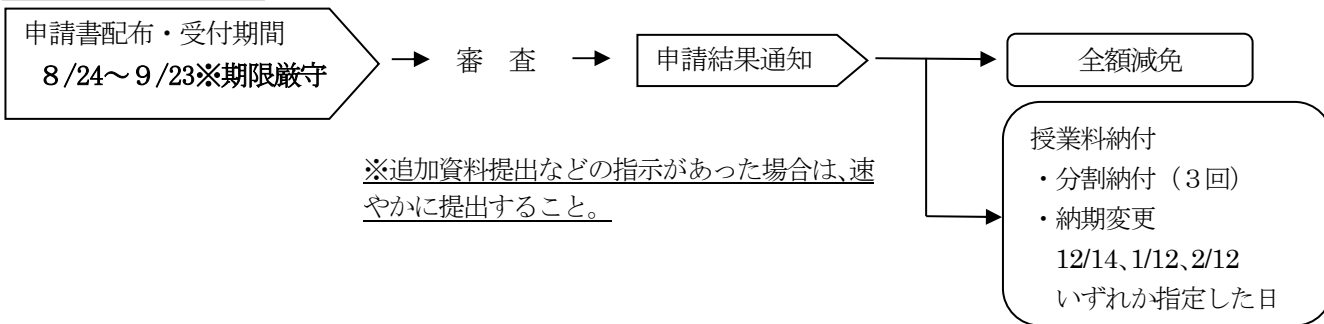 申請書配布・受付期間
8/24～9/23※期限厳守
審　査
申請結果通知
全額減免
※追加資料提出などの指示があった場合は、速
やかに提出すること。
授業料納付
・分割納付（３回）
・納期変更
12/14、1/12、2/12
いずれか指定した日